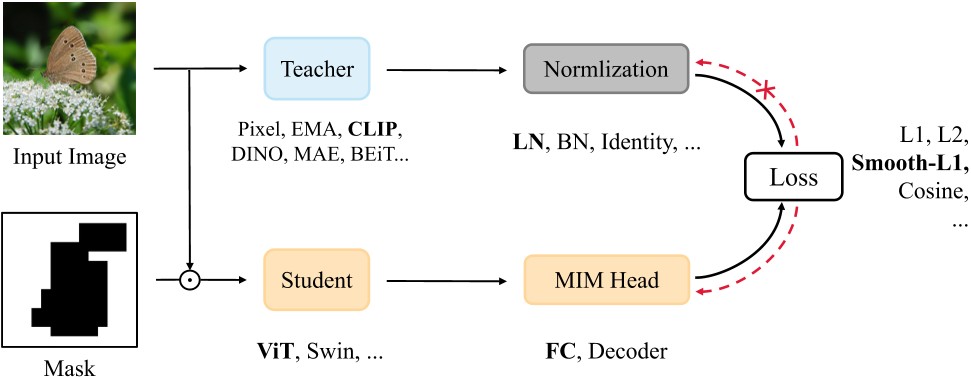 Input Image
Teacher
Pixel, EMA, CLIP,
DINO, MAE, BEiT...
Normlization
LN, BN, Identity, ...
Loss
L1, L2,
Smooth-L1,
Cosine,
...
Mask
Student
ViT, Swin, ...
MIM Head
FC, Decoder